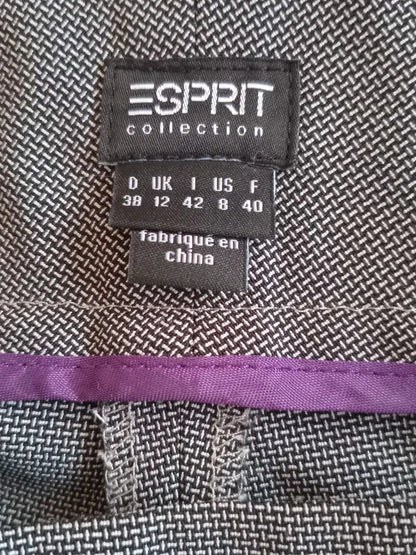 ESPRIT
collection
D UK I US F
38 12 42 8 40
fabriqué en
china